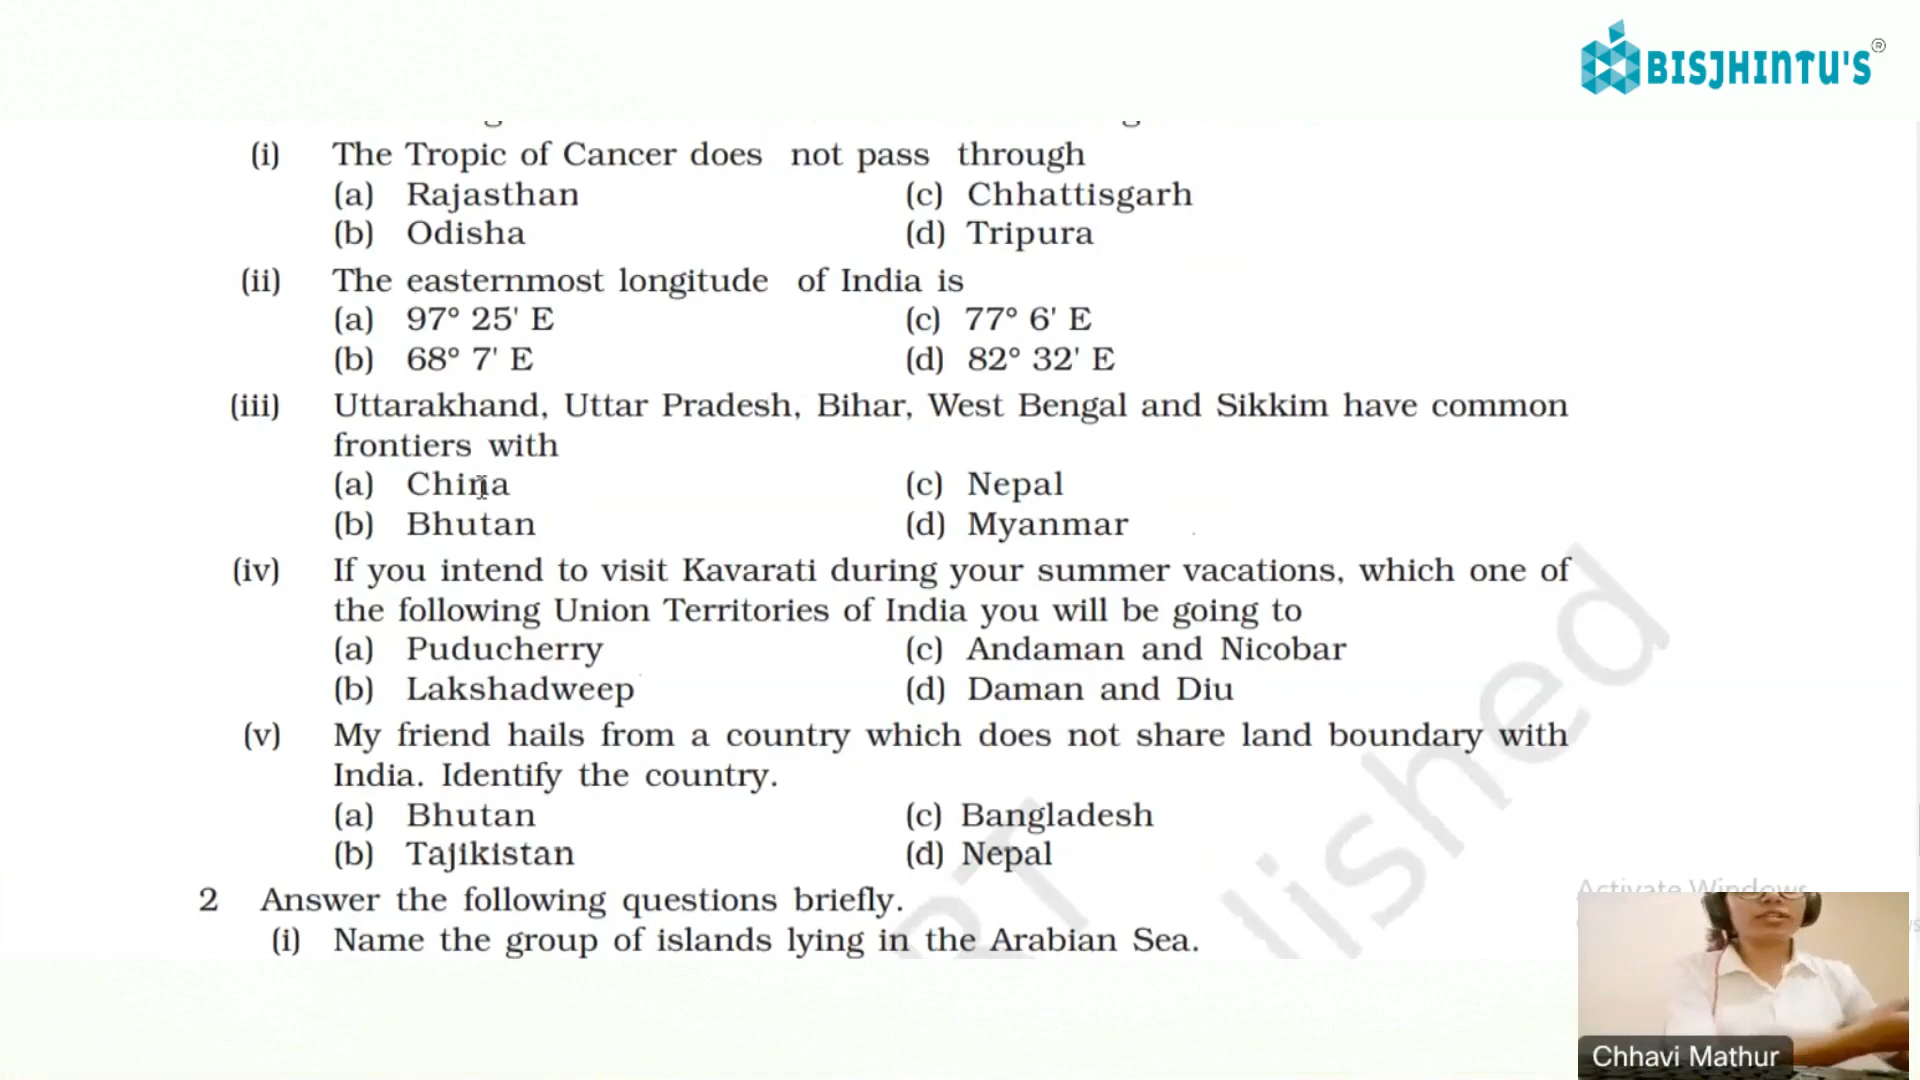 BISJHINTU'S®
(i) The Tropic of Cancer does not pass through
(a) Rajasthan (c) Chhattisgarh
(b) Odisha (d) Tripura
(ii) The easternmost longitude of India is
(a) 97° 25' E (c) 77° 6' E
(b) 68° 7' E (d) 82° 32' E
(iii) Uttarakhand, Uttar Pradesh, Bihar, West Bengal and Sikkim have common
frontiers with
(a) China (c) Nepal
(b) Bhutan (d) Myanmar
(iv) If you intend to visit Kavarati during your summer vacations, which one of
the following Union Territories of India you will be going to
(a) Puducherry (c) Andaman and Nicobar
(b) Lakshadweep (d) Daman and Diu
(v) My friend hails from a country which does not share land boundary with
India. Identify the country.
(a) Bhutan (c) Bangladesh
(b) Tajikistan (d) Nepal
2 Answer the following questions briefly.
(i) Name the group of islands lying in the Arabian Sea.
Activate Windows
Chhavi Mathur